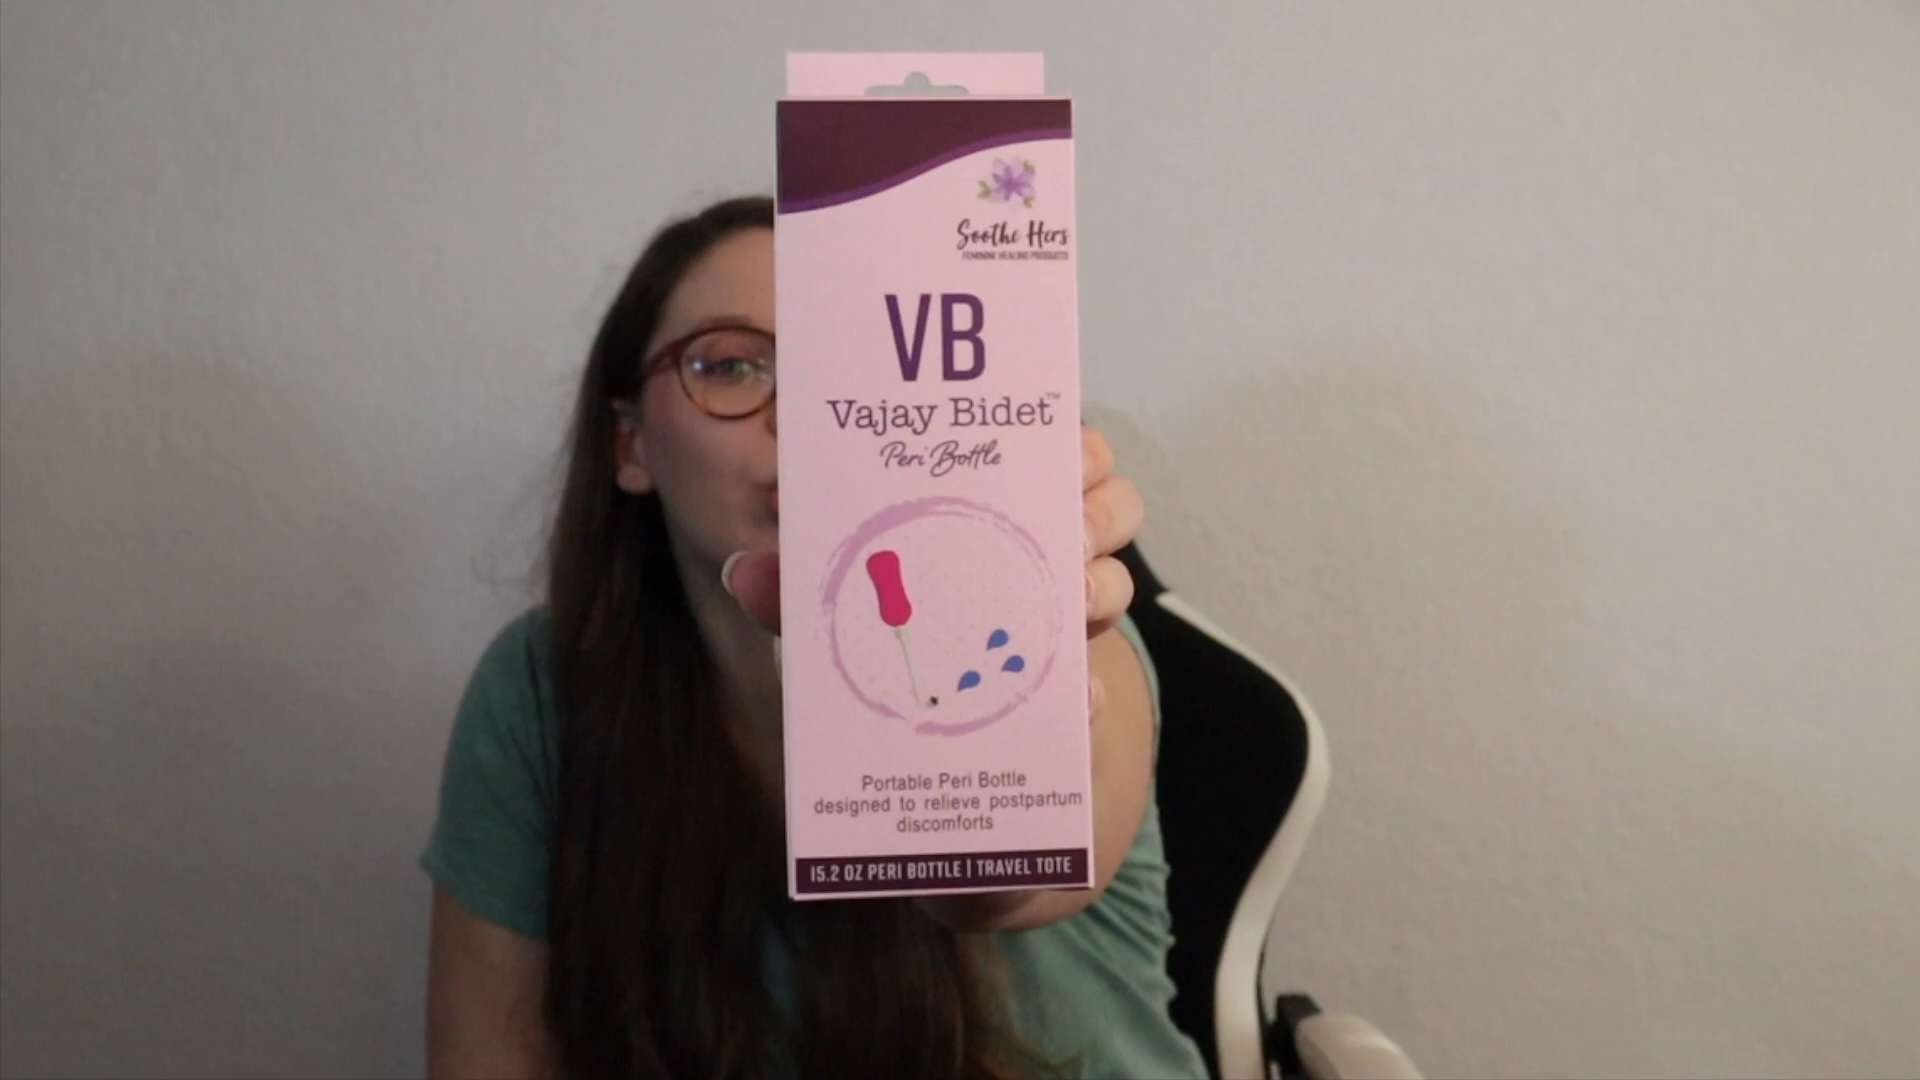 Soothe Hers
FEMININE HEALING PRODUCTS
VB
Vajay Bidet™
Peri Bottle
Portable Peri Bottle
designed to relieve postpartum
discomforts
15.2 OZ PERI BOTTLE | TRAVEL TOTE